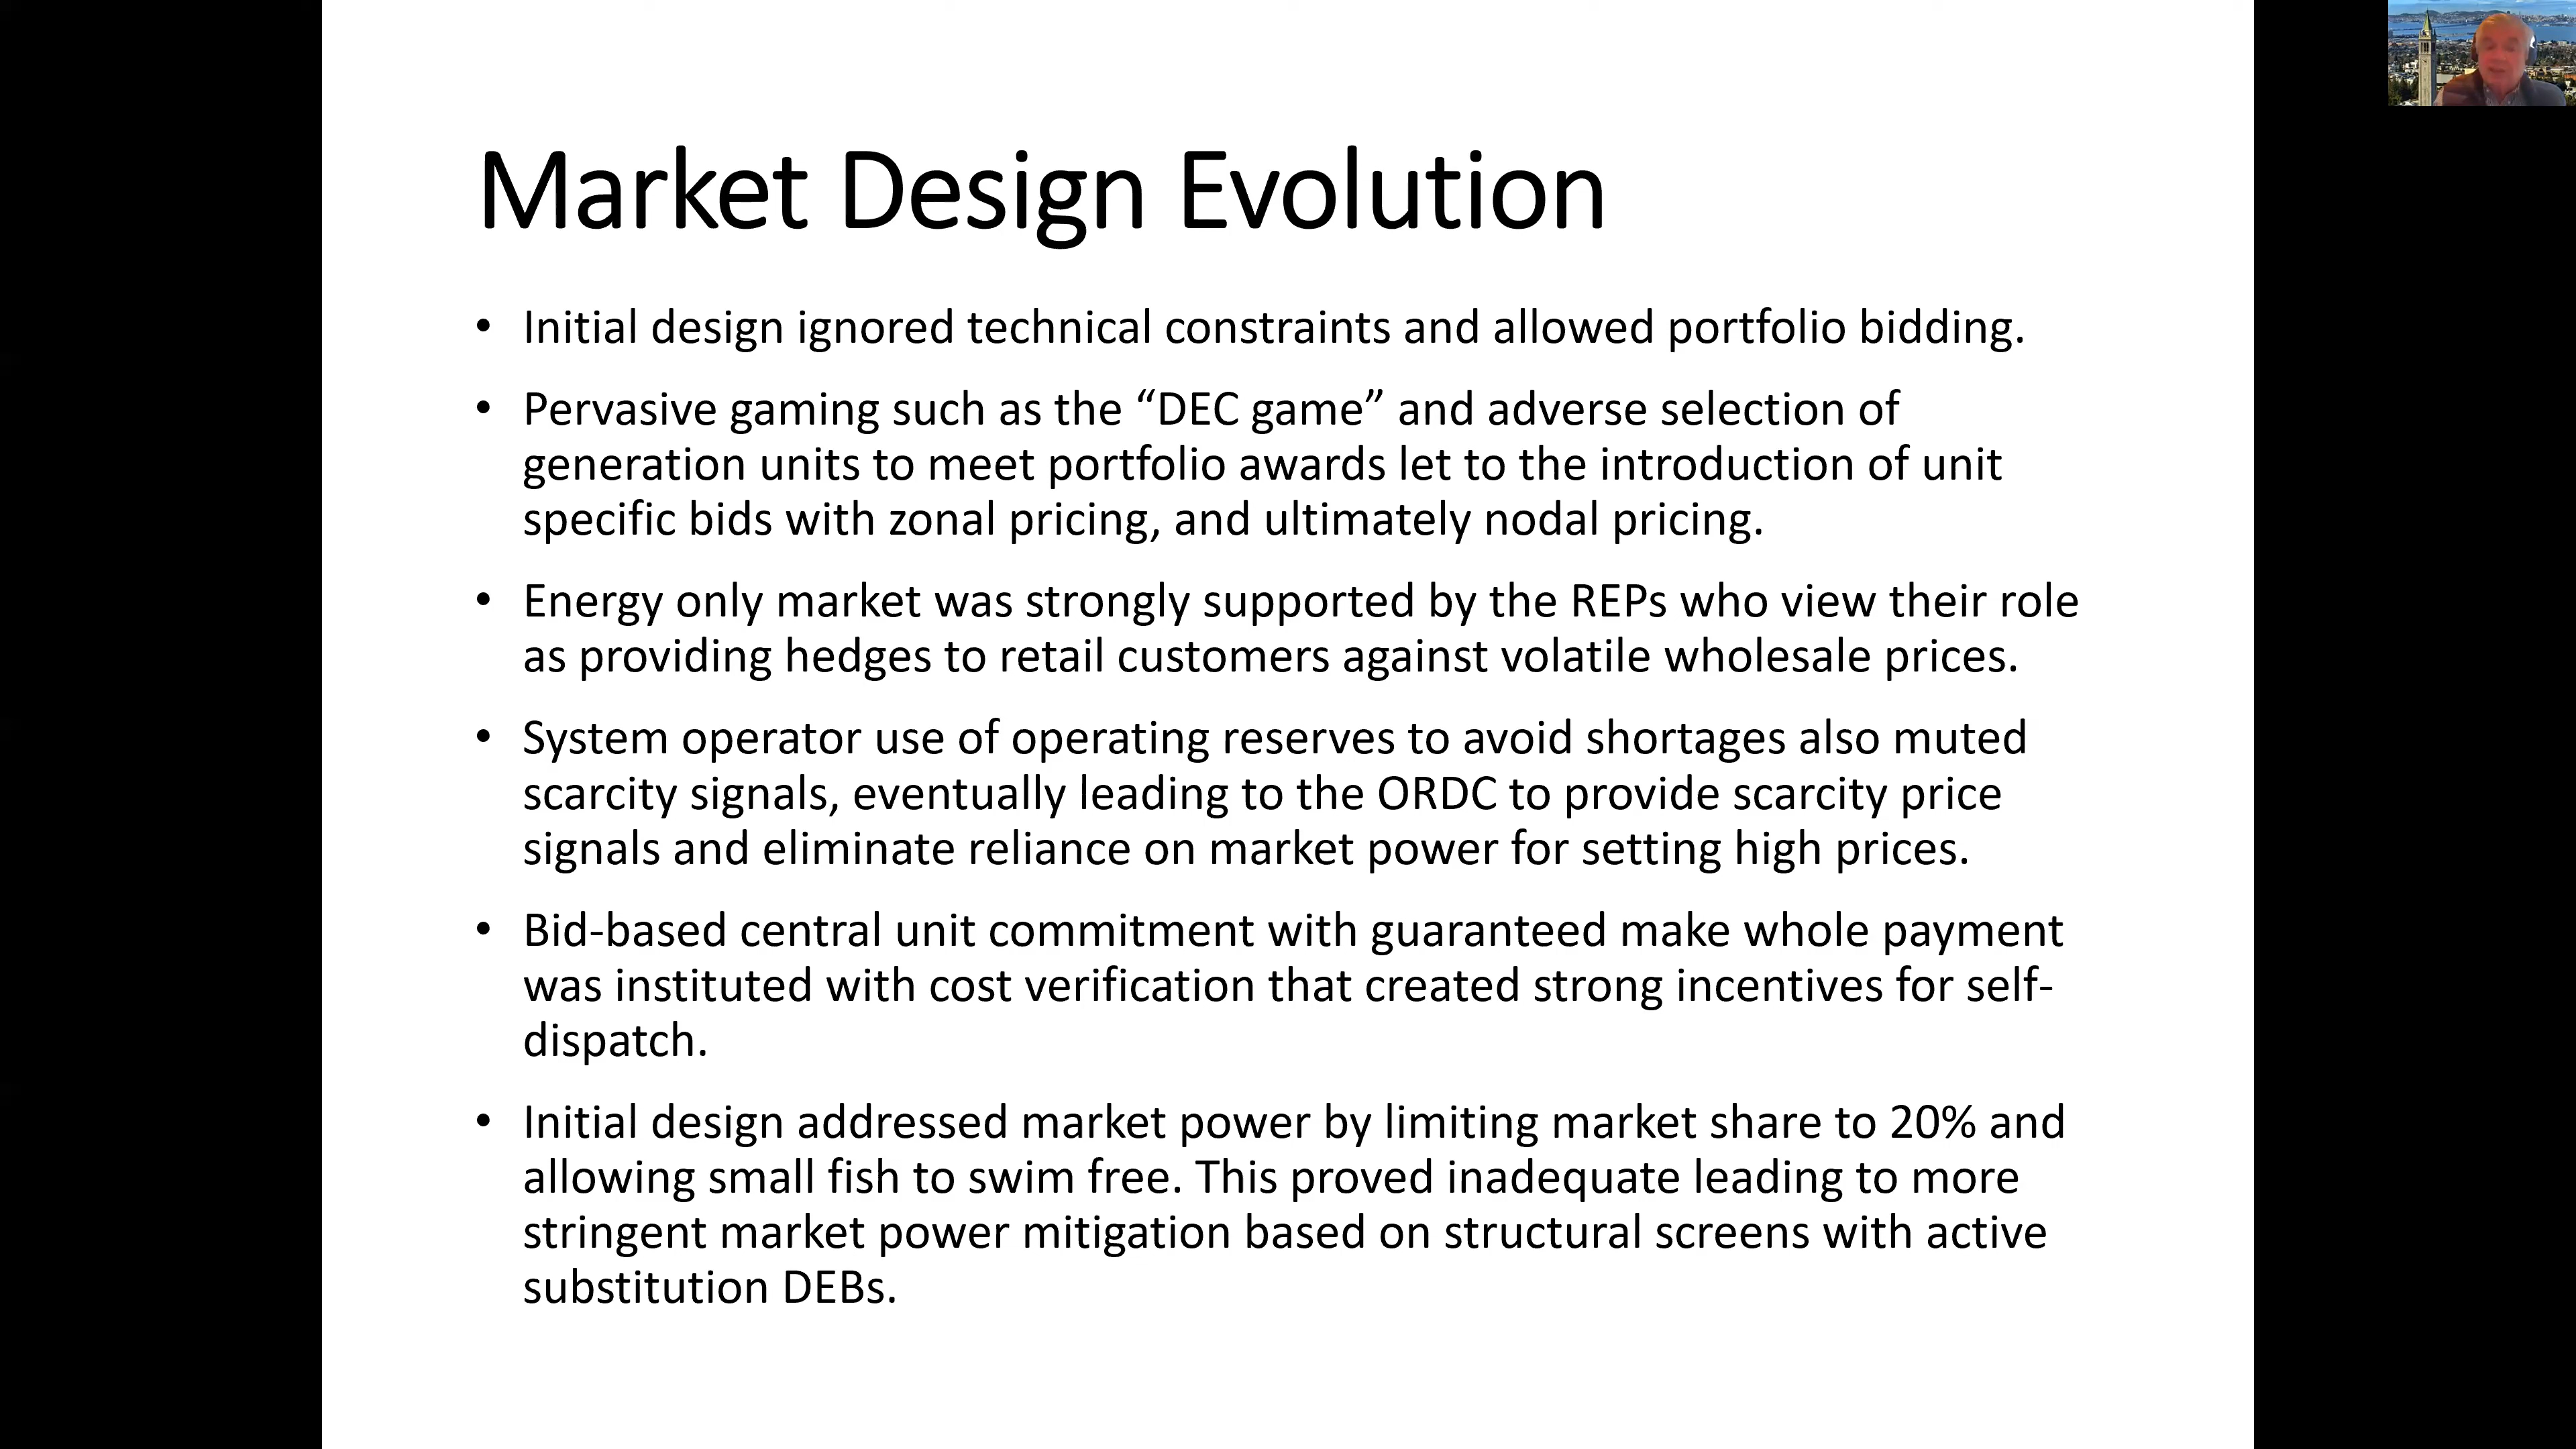 Market Design Evolution
• Initial design ignored technical constraints and allowed portfolio bidding.
• Pervasive gaming such as the “DEC game” and adverse selection of
generation units to meet portfolio awards let to the introduction of unit
specific bids with zonal pricing, and ultimately nodal pricing.
• Energy only market was strongly supported by the REPs who view their role
as providing hedges to retail customers against volatile wholesale prices.
• System operator use of operating reserves to avoid shortages also muted
scarcity signals, eventually leading to the ORDC to provide scarcity price
signals and eliminate reliance on market power for setting high prices.
• Bid-based central unit commitment with guaranteed make whole payment
was instituted with cost verification that created strong incentives for self-
dispatch.
• Initial design addressed market power by limiting market share to 20% and
allowing small fish to swim free. This proved inadequate leading to more
stringent market power mitigation based on structural screens with active
substitution DEBs.